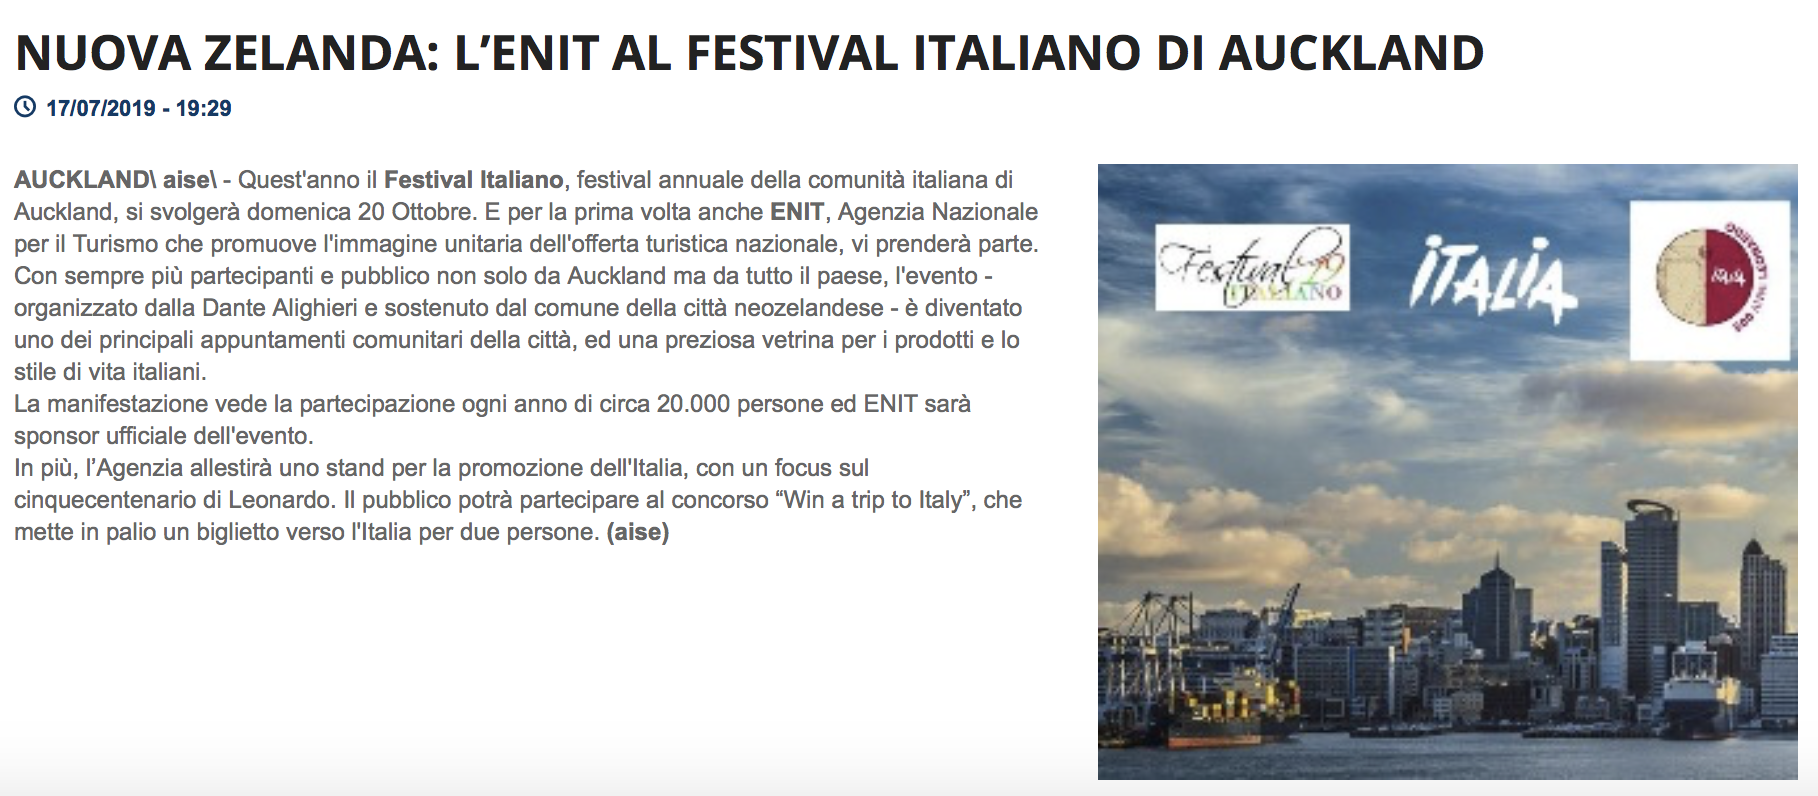 NUOVA ZELANDA: L’ENIT AL FESTIVAL ITALIANO DI AUCKLAND
17/07/2019 - 19:29
AUCKLAND\ aise\ - Quest'anno il Festival Italiano, festival annuale della comunità italiana di
Auckland, si svolgerà domenica 20 Ottobre. E per la prima volta anche ENIT, Agenzia Nazionale
per il Turismo che promuove l'immagine unitaria dell'offerta turistica nazionale, vi prenderà parte.
Con sempre più partecipanti e pubblico non solo da Auckland ma da tutto il paese, l'evento -
organizzato dalla Dante Alighieri e sostenuto dal comune della città neozelandese - è diventato
uno dei principali appuntamenti comunitari della città, ed una preziosa vetrina per i prodotti e lo
stile di vita italiani.
La manifestazione vede la partecipazione ogni anno di circa 20.000 persone ed ENIT sarà
sponsor ufficiale dell'evento.
In più, l’Agenzia allestirà uno stand per la promozione dell'Italia, con un focus sul
cinquecentenario di Leonardo. Il pubblico potrà partecipare al concorso “Win a trip to Italy”, che
mette in palio un biglietto verso l'Italia per due persone. (aise)
Festival
ITALIANO
ITALIA
ITALIA